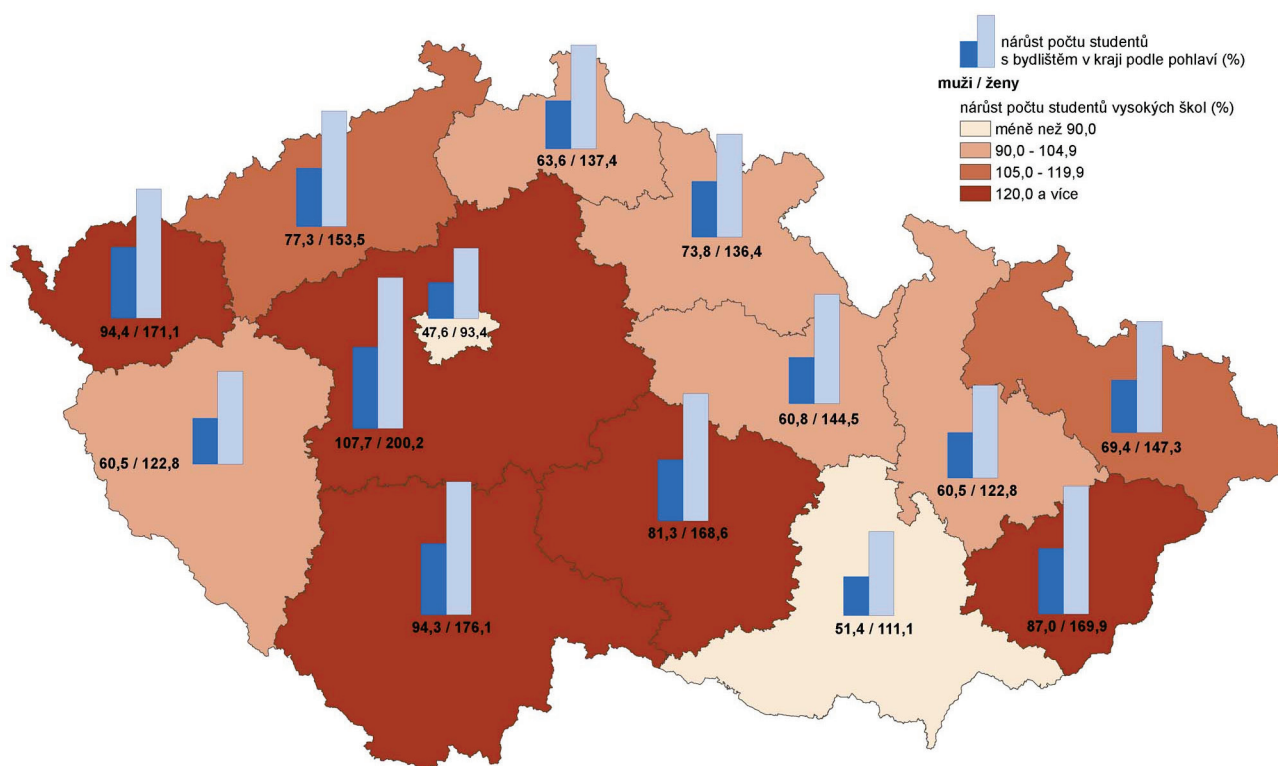 nárůst počtu studentů
s bydlištěm v kraji podle pohlaví (%)
muži / ženy
nárůst počtu studentů vysokých škol (%)
méně než 90,0
90,0 - 104,9
105,0 - 119,9
120,0 a více
63,6 / 137,4
77,3 / 153,5
73,8 / 136,4
94,4 / 171,1
47,6 / 93,4
60,8 / 144,5
107,7 / 200,2
69,4 / 147,3
60,5 / 122,8
60,5 / 122,8
81,3 / 168,6
94,3 / 176,1
51,4 / 111,1
87,0 / 169,9